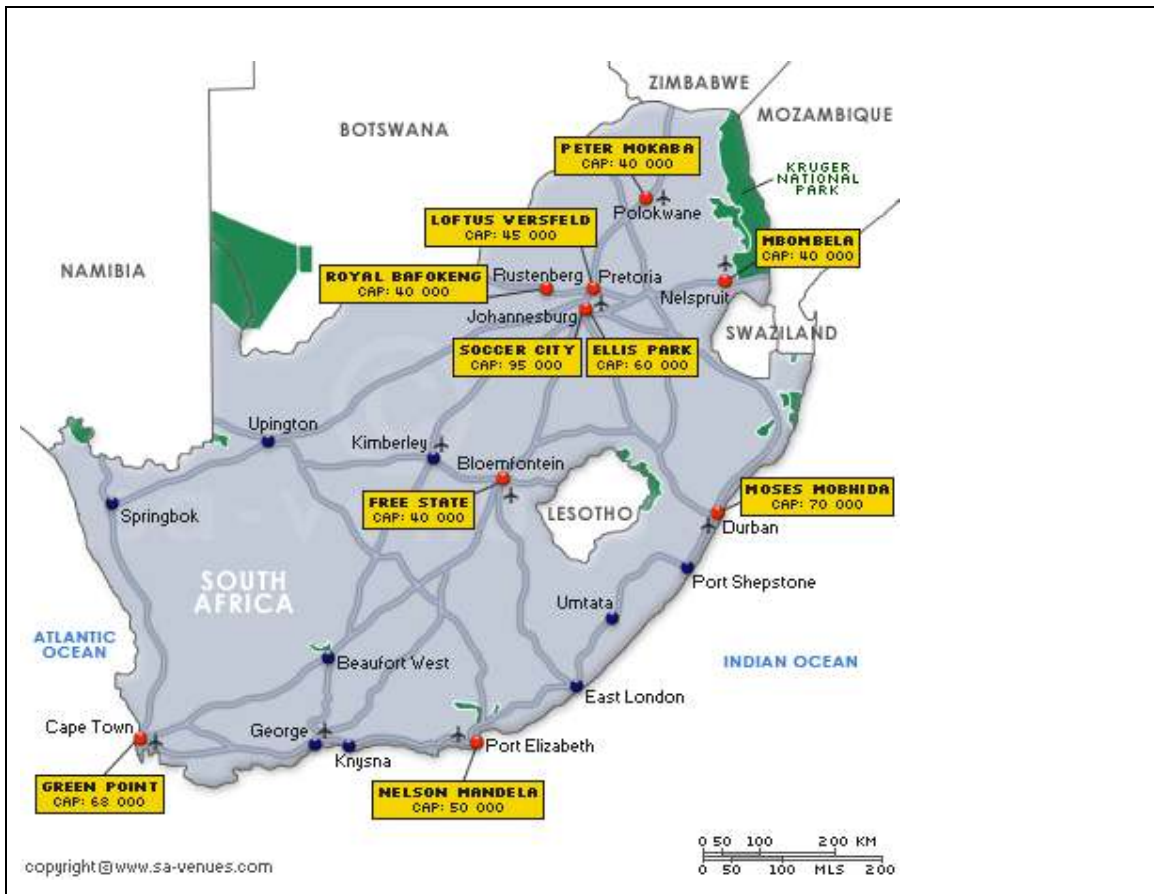 ZIMBABWE
MOZAMBIQUE
BOTSWANA
PETER MOKABA
CAP: 40 000
KRUGER
NATIONAL
PARK
Polokwane
LOFTUS VERSFELD
CAP: 45 000
MBOMBELA
CAP: 40 000
NAMIBIA
ROYAL BAFOKENG
CAP: 40 000
Rustenberg
Pretoria
Nelspruit
Johannesburg
SWAZILAND
SOCCER CITY
CAP: 95 000
ELLIS PARK
CAP: 60 000
Upington
Kimberley
Bloemfontein
FREE STATE
CAP: 40 000
LESOTHO
MOSES MOBHIDA
CAP: 70 000
Springbok
Durban
SOUTH
AFRICA
Port Shepstone
Umtata
ATLANTIC
OCEAN
Beaufort West
INDIAN OCEAN
East London
Cape Town
George
Knysna
Port Elizabeth
GREEN POINT
CAP: 68 000
NELSON MANDELA
CAP: 50 000
0 50 100 200 KM
0 50 100 MLS 200
copyright@www.sa-venues.com